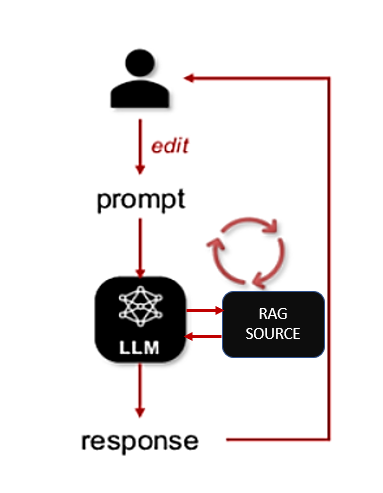 edit
prompt
LLM
RAG
SOURCE
response